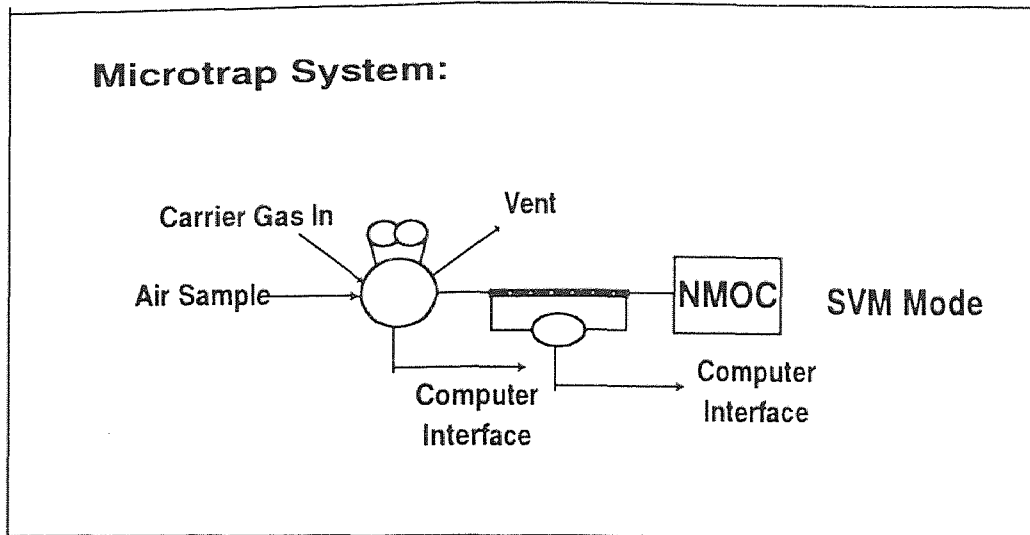 Microtrap System:
Carrier Gas In
Vent
Air Sample
NMOC
SVM Mode
Computer
Interface
Computer
Interface